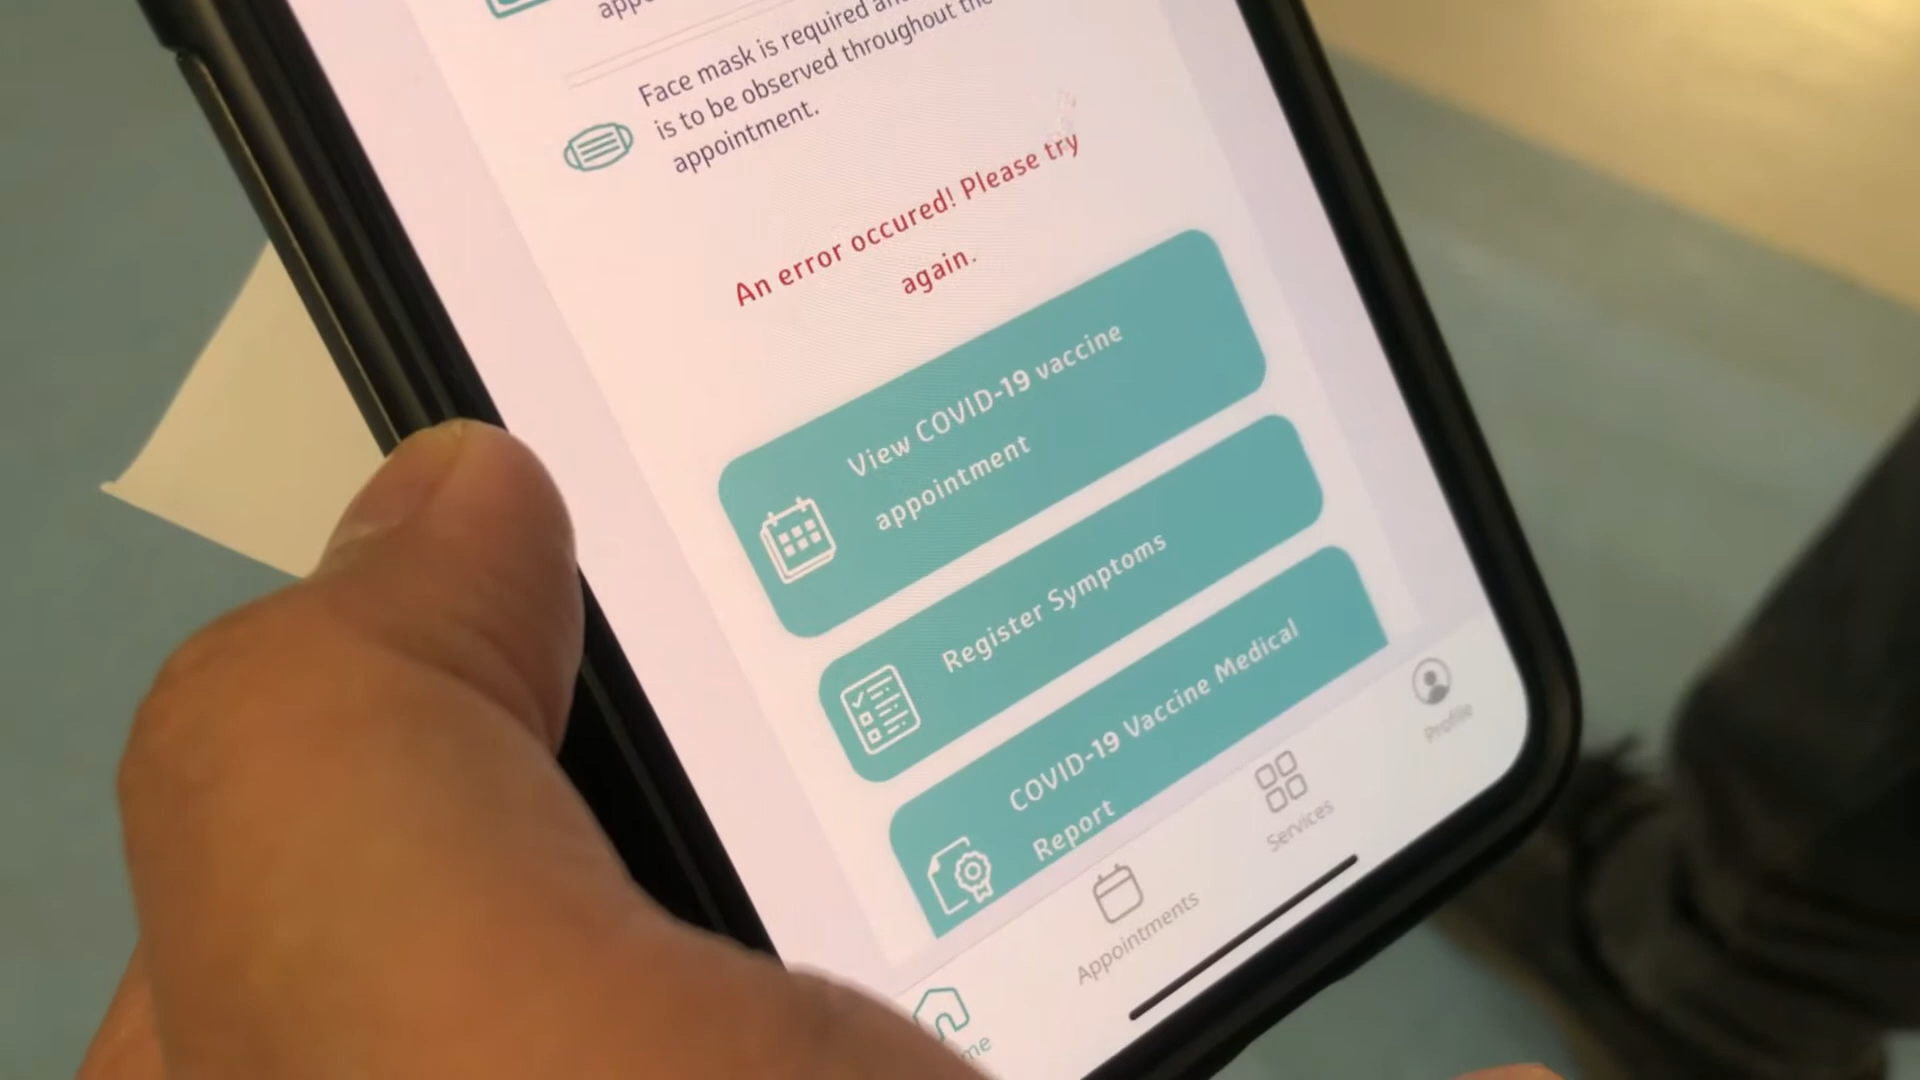 Face mask is required
is to be observed throughout the
appointment.
An error occured! Please try
again.
View COVID-19 vaccine
appointment
Register Symptoms
COVID-19 Vaccine Medical
Report
Appointments
Services
Profile